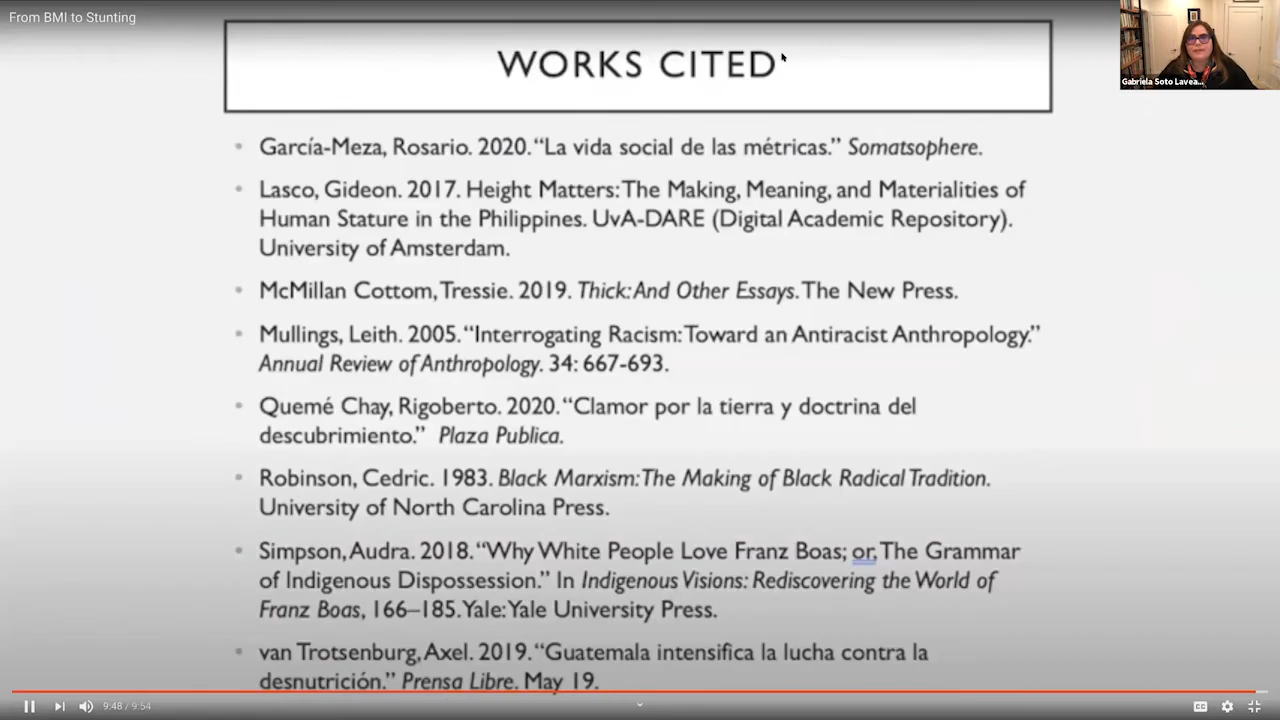 From BMI to Stunting
WORKS CITED
Gabriela Soto Lavea...
García-Meza, Rosario. 2020. “La vida social de las métricas.” Somatsophere.
Lasco, Gideon. 2017. Height Matters: The Making, Meaning, and Materialities of
Human Stature in the Philippines. UvA-DARE (Digital Academic Repository).
University of Amsterdam.
McMillan Cottom, Tressie. 2019. Thick: And Other Essays. The New Press.
Mullings, Leith. 2005. “Interrogating Racism: Toward an Antiracist Anthropology.”
Annual Review of Anthropology. 34: 667-693.
Quemé Chay, Rigoberto. 2020. “Clamor por la tierra y doctrina del
descubrimiento.” Plaza Publica.
Robinson, Cedric. 1983. Black Marxism: The Making of Black Radical Tradition.
University of North Carolina Press.
Simpson, Audra. 2018. “Why White People Love Franz Boas; or, The Grammar
of Indigenous Dispossession.” In Indigenous Visions: Rediscovering the World of
Franz Boas, 166–185. Yale: Yale University Press.
van Trotsenburg, Axel. 2019. “Guatemala intensifica la lucha contra la
desnutrición.” Prensa Libre. May 19.
9:48 / 9:54
CC